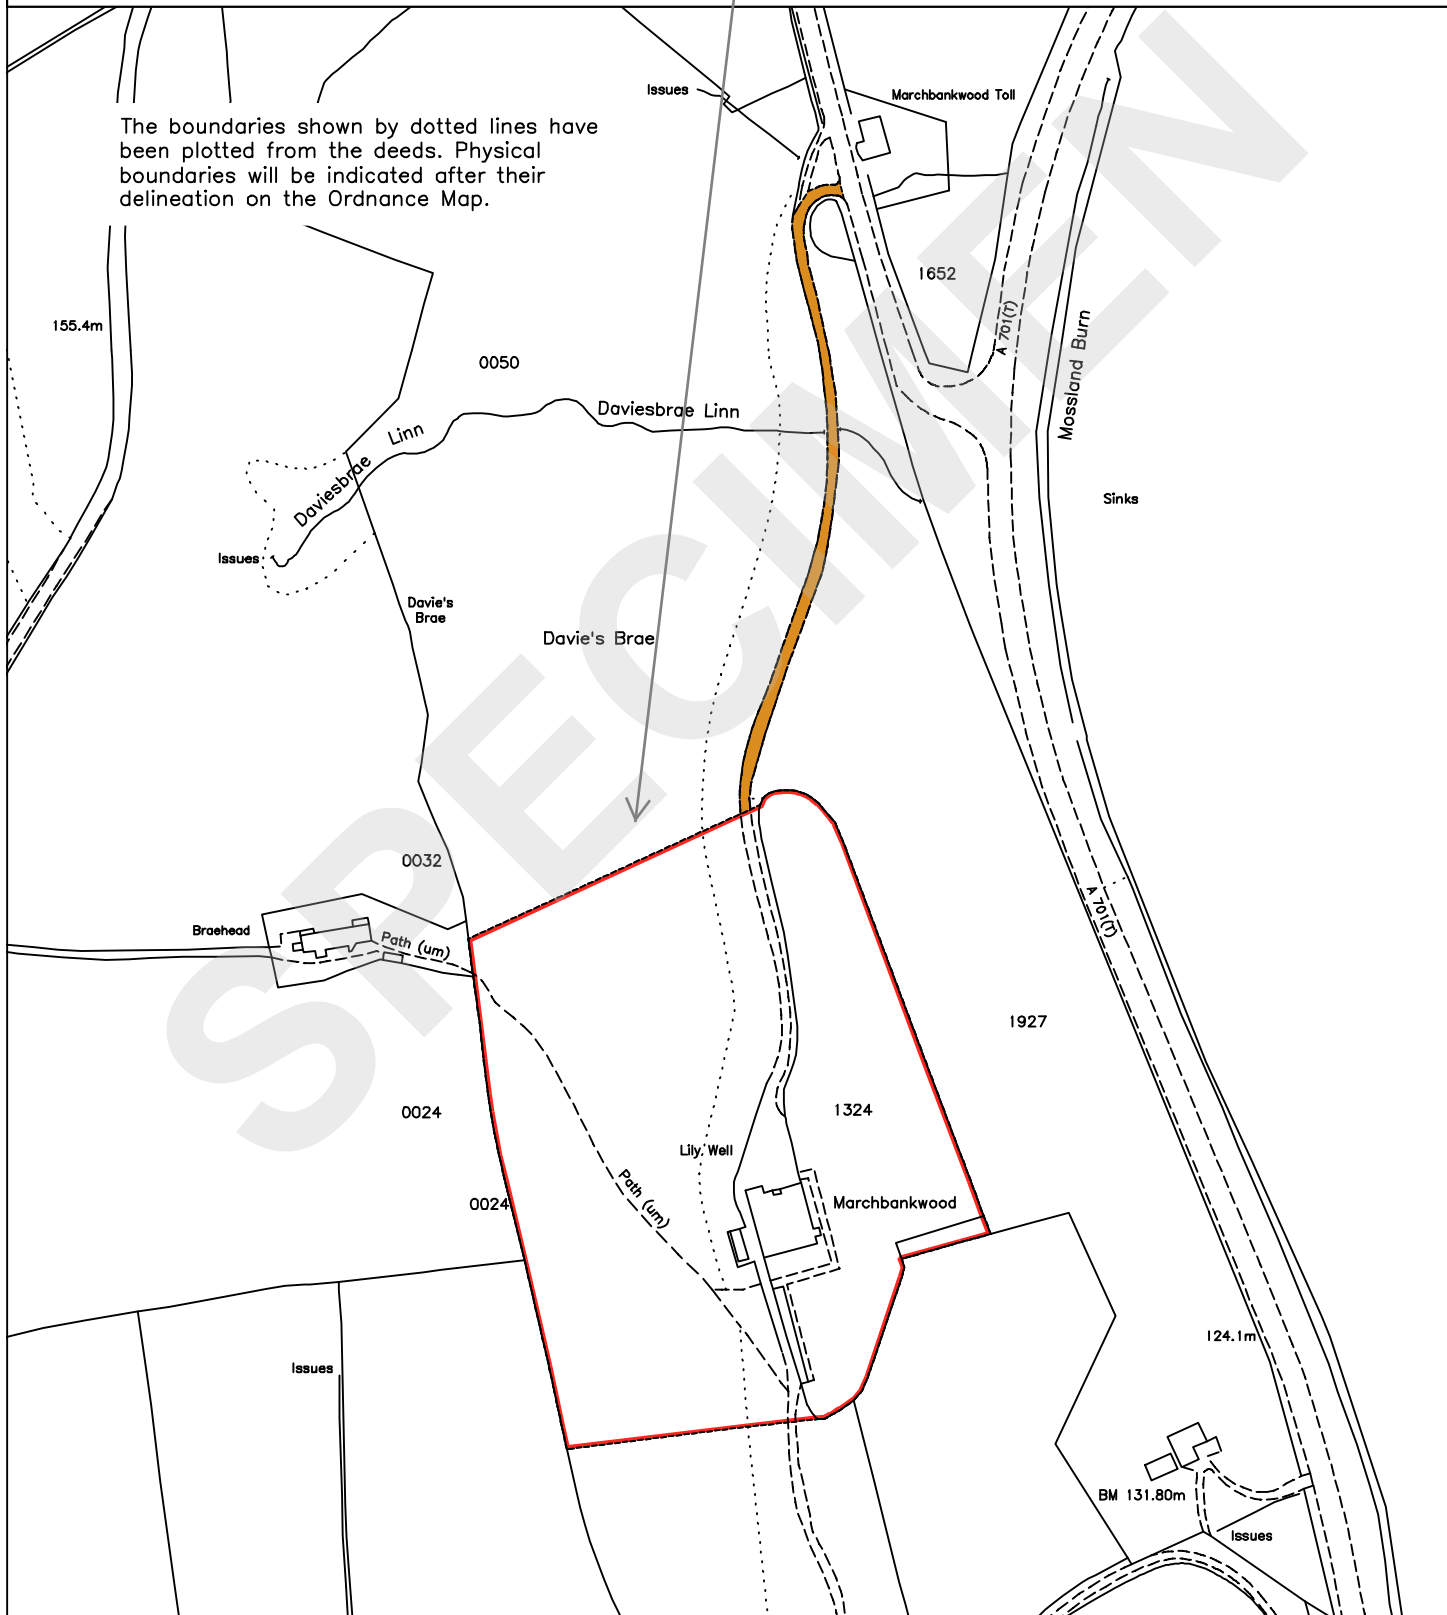 Issues
Marchbankwood Toll
The boundaries shown by dotted lines have
been plotted from the deeds. Physical
boundaries will be indicated after their
delineation on the Ordnance Map.
1652
155.4m
A 701(T)
0050
Mossland Burn
Daviesbrae Linn
Daviesbrae Linn
Sinks
Issues
Davie's
Brae
Davie's Brae
SPECIMEN
0032
Braehead
Path (um)
A 701(T)
1927
0024
1324
Lily Well
Path (um)
0024
Marchbankwood
124.1m
Issues
BM 131.80m
Issues